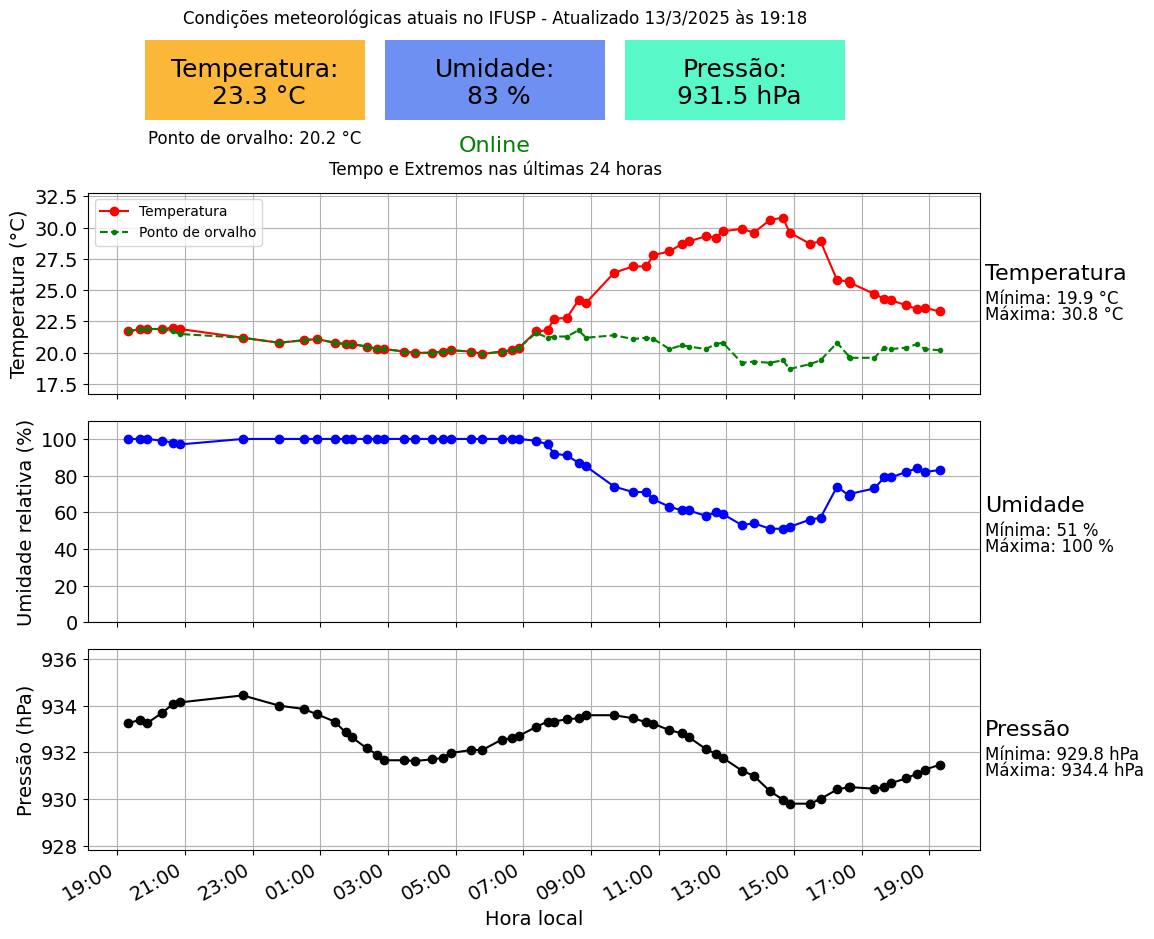 Condições meteorológicas atuais no IFUSP - Atualizado 13/3/2025 às 19:18
Temperatura:
23.3 °C
Umidade:
83 %
Pressão:
931.5 hPa
Ponto de orvalho: 20.2 °C
Online
Tempo e Extremos nas últimas 24 horas
Temperatura (°C)
32.5
30.0
27.5
25.0
22.5
20.0
17.5
Temperatura
Ponto de orvalho
Temperatura
Mínima: 19.9 °C
Máxima: 30.8 °C
Umidade relativa (%)
100
80
60
40
20
0
Umidade
Mínima: 51 %
Máxima: 100 %
Pressão (hPa)
936
934
932
930
928
Pressão
Mínima: 929.8 hPa
Máxima: 934.4 hPa
19:00 21:00 23:00 01:00 03:00 05:00 07:00 09:00 11:00 13:00 15:00 17:00 19:00
Hora local